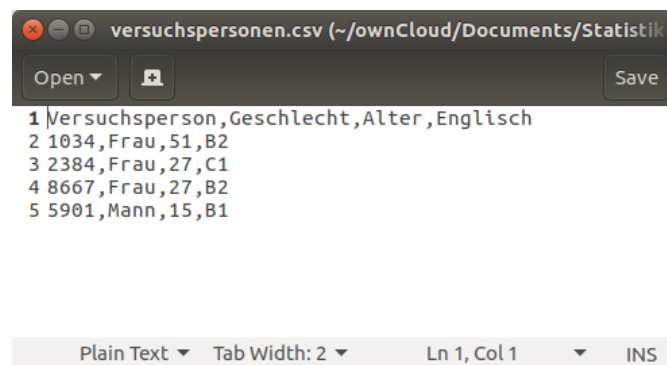 versuchspersonen.csv (~/ownCloud/Documents/Statistik
Open
Save
1 Versuchsperson,Geschlecht,Alter,Englisch
2 1034,Frau,51,B2
3 2384,Frau,27,C1
4 8667,Frau,27,B2
5 5901,Mann,15,B1
Plain Text Tab Width: 2 Ln 1, Col 1 INS